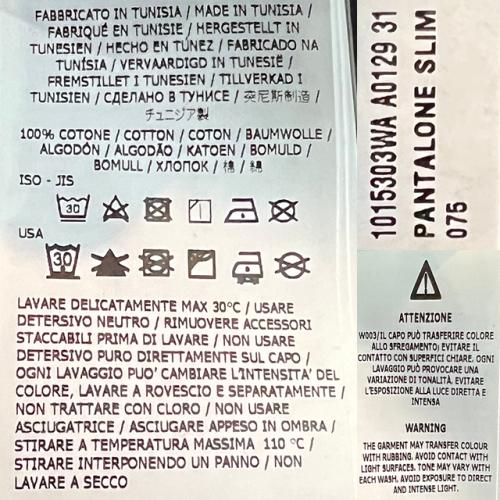 FABBRICATO IN TUNISIA / MADE IN TUNISIA /
FABRIQUÉ EN TUNISIE / HERGESTELLT IN
TUNESIEN / HECHO EN TÚNEZ / FABRICADO NA
TUNÍSIA / VERVAARDIGD IN TUNESIË /
FREMSTILLET I TUNESIEN / TILLVERKAD I
TUNISIEN / СДЕЛАНО В ТУНИСЕ / 突尼斯制造 /
チュニジア製
100% COTONE / COTTON / COTON / BAUMWOLLE /
ALGODÓN / ALGODÃO / KATOEN / BOMULD /
BOMULL / ХЛОПОК / 棉 / 綿
ISO - JIS
30
USA
30
LAVARE DELICATAMENTE MAX 30°C / USARE
DETERSIVO NEUTRO / RIMUOVERE ACCESSORI
STACCABILI PRIMA DI LAVARE / NON USARE
DETERSIVO PURO DIRETTAMENTE SUL CAPO /
OGNI LAVAGGIO PUO' CAMBIARE L'INTENSITA' DEL
COLORE, LAVARE A ROVESCIO E SEPARATAMENTE /
NON TRATTARE CON CLORO / NON USARE
ASCIUGATRICE / ASCIUGARE APPESO IN OMBRA /
STIRARE A TEMPERATURA MASSIMA 110 °C /
STIRARE INTERPONENDO UN PANNO / NON
LAVARE A SECCO
1015303WA A0129 31
PANTALONE SLIM
075
ATTENZIONE
W003/IL CAPO PUÒ TRASFERIRE COLORE
ALLO SFREGAMENTO, EVITARE IL
CONTATTO CON SUPERFICI CHIARE. OGNI
LAVAGGIO PUÒ PROVOCARE UNA
VARIAZIONE DI TONALITÀ. EVITARE
L'ESPOSIZIONE ALLA LUCE DIRETTA E
INTENSA
WARNING
THE GARMENT MAY TRANSFER COLOUR
WITH RUBBING. AVOID CONTACT WITH
LIGHT SURFACES. TONE MAY VARY WITH
EACH WASH. AVOID EXPOSURE TO DIRECT
AND INTENSE LIGHT.